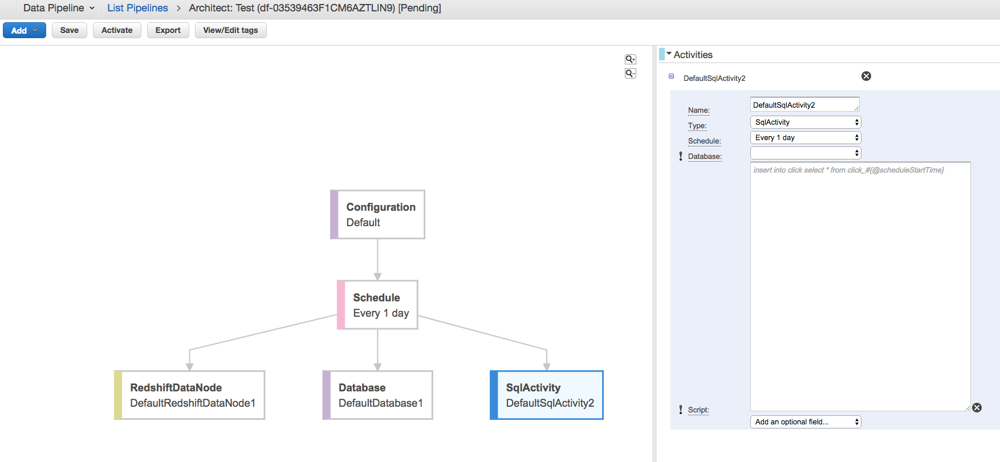 Data Pipeline List Pipelines > Architect: Test (df-03539463F1CM6AZTLIN9) [Pending]
Add Save Activate Export View/Edit tags
Activities
DefaultSqlActivity2
Name: DefaultSqlActivity2
Type: SqlActivity
Schedule: Every 1 day
! Database:
insert into click select * from click_#{@scheduleStartTime}
! Script:
Add an optional field...
Configuration
Default
Schedule
Every 1 day
RedshiftDataNode
DefaultRedshiftDataNode1
Database
DefaultDatabase1
SqlActivity
DefaultSqlActivity2